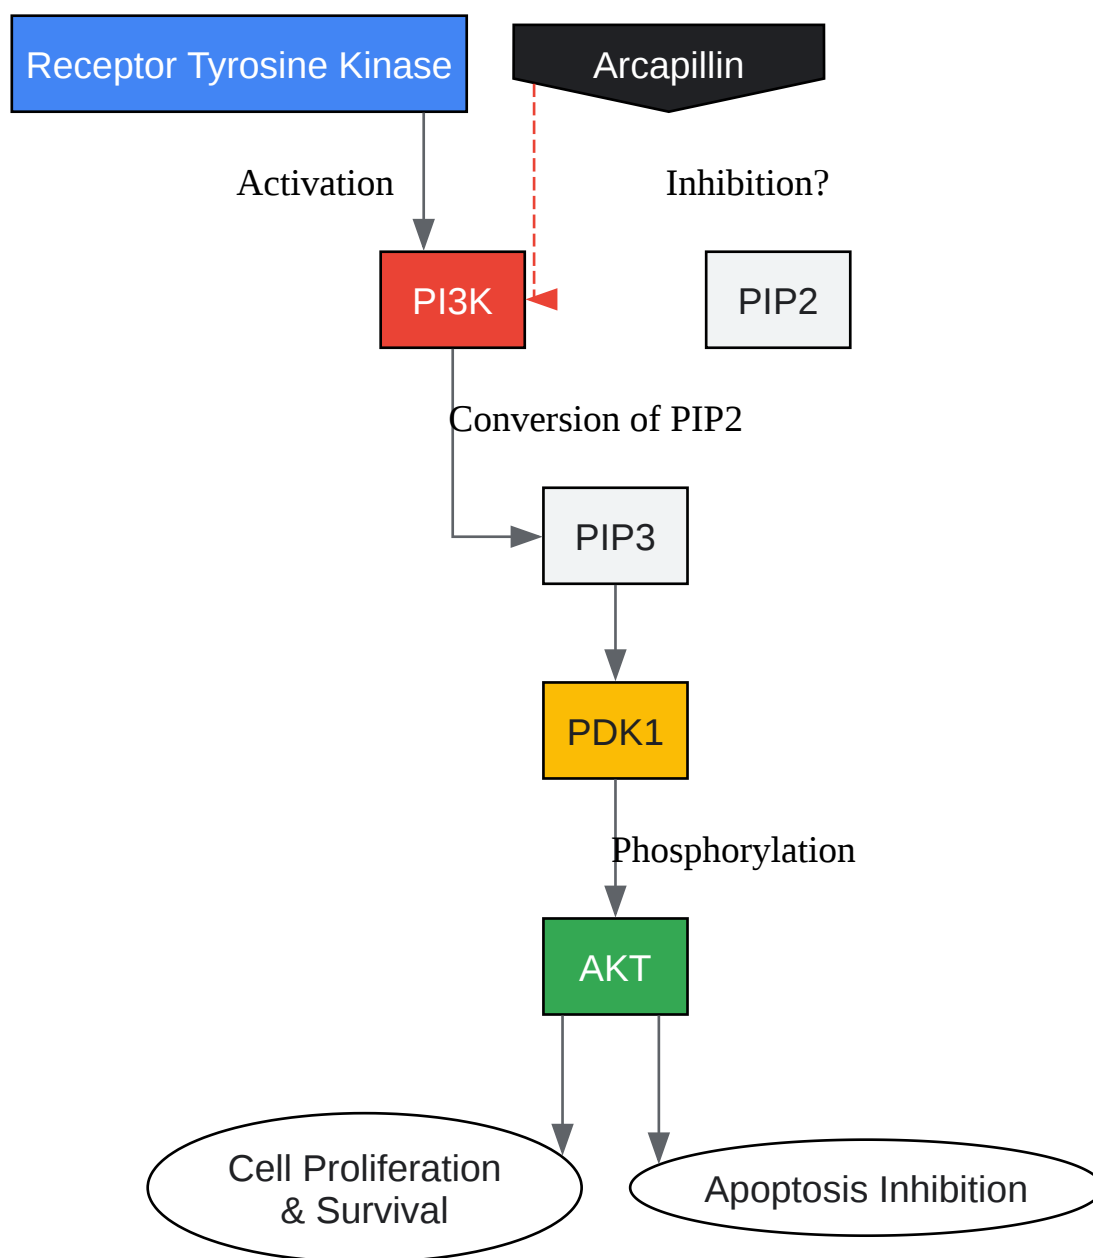 Receptor Tyrosine Kinase
Arcapillin
Activation
Inhibition?
PI3K
PIP2
Conversion of PIP2
PIP3
PDK1
Phosphorylation
AKT
Cell Proliferation
& Survival
Apoptosis Inhibition